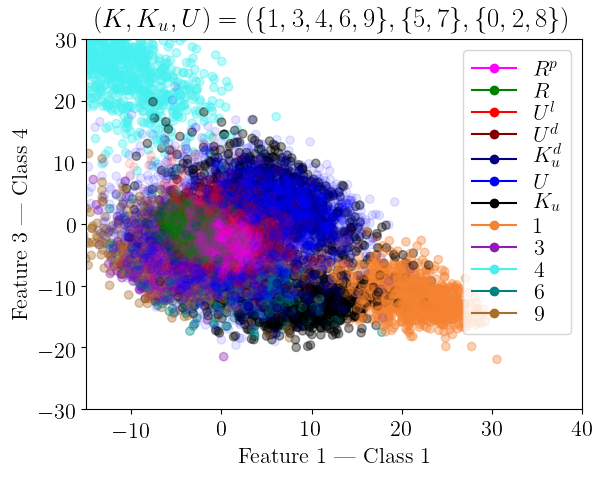 (K, K_u, U) = ({1, 3, 4, 6, 9}, {5, 7}, {0, 2, 8})
Feature 3 — Class 4
30
20
10
0
−10
−20
−30
−10
0
10
20
30
40
Feature 1 — Class 1
R^p
R
U^l
U^d
K_u^d
U
K_u
1
3
4
6
9